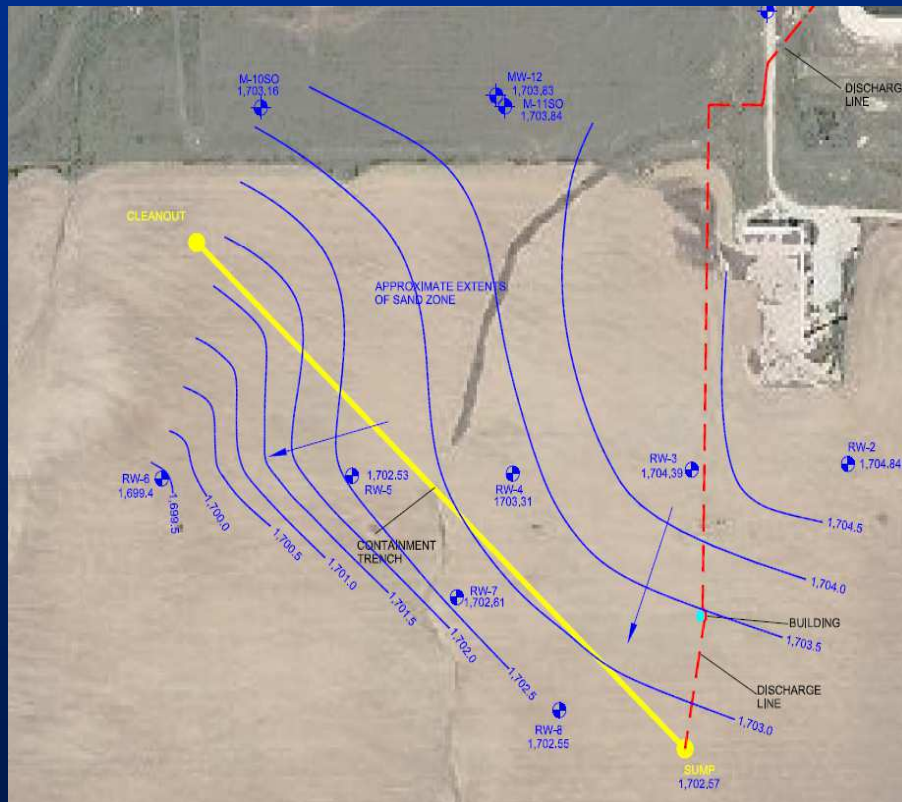 M-10SO
1,703.16
MW-12
1,703.83
M-11SO
1,703.84
DISCHARGE
LINE
CLEANOUT
APPROXIMATE EXTENTS
OF SAND ZONE
RW-6
1,699.4
1,702.53
RW-5
RW-4
1703.31
RW-3
1,704.39
RW-2
1,704.84
1,699.5
1,700.0
1,700.5
1,701.0
1,701.5
1,702.0
1,702.5
1,703.0
1,703.5
1,704.0
1,704.5
CONTAINMENT
TRENCH
RW-7
1,702.61
BUILDING
DISCHARGE
LINE
RW-8
1,702.55
SUMP
1,702.57